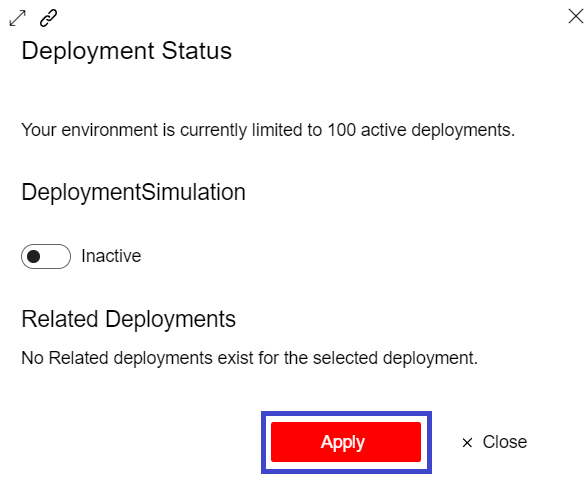 Deployment Status
Your environment is currently limited to 100 active deployments.
DeploymentSimulation
Inactive
Related Deployments
No Related deployments exist for the selected deployment.
Apply
Close